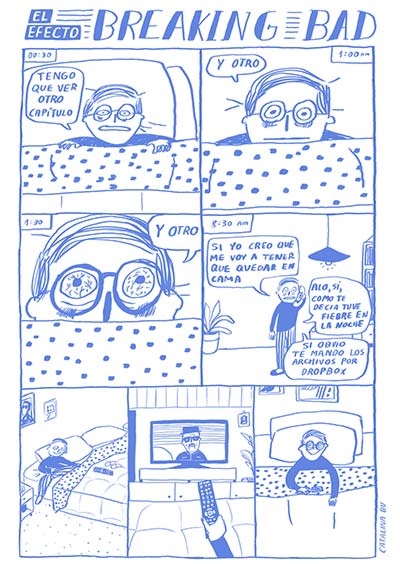 EL
EFECTO
BREAKING BAD
00:30
TENGO
QUE VER
OTRO
CAPÍTULO
1:00 am
Y OTRO
1:30
Y OTRO
8:30 am
SI YO CREO QUE
ME VOY A TENER
QUE QUEDAR EN
CAMA
ALO, SI,
COMO TE
DECIA TUVE
FIEBRE EN
LA NOCHE
SI OBVIO
TE MANDO LOS
ARCHIVOS POR
DROPBOX
CATALINA BU